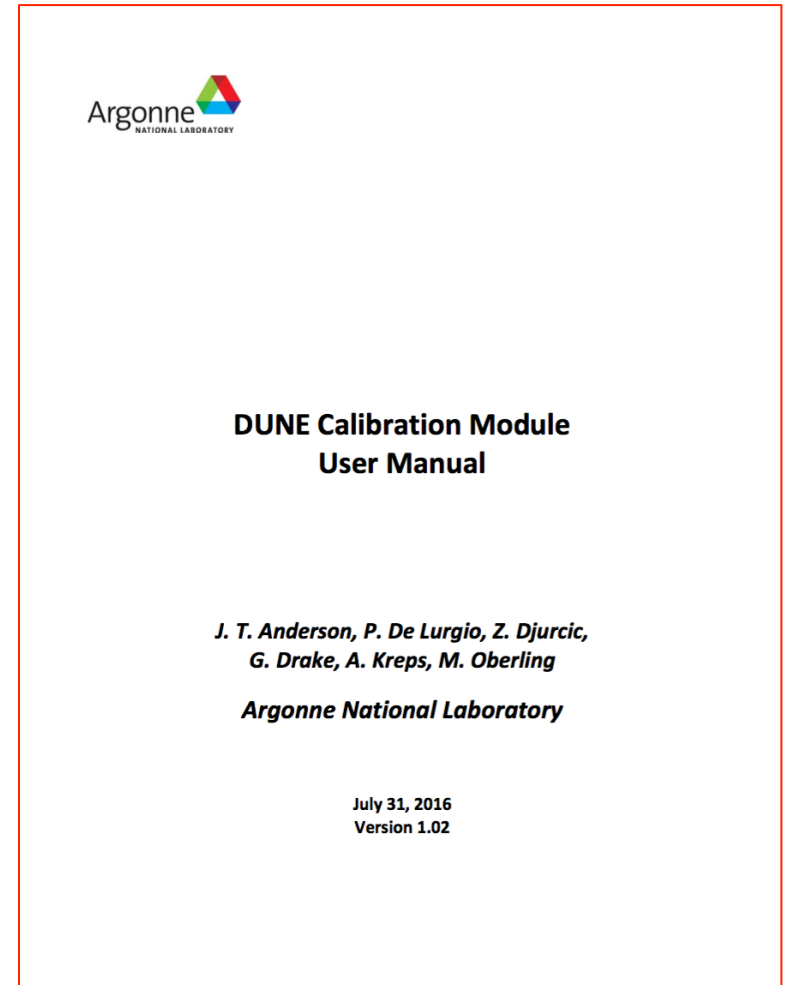 Argonne
NATIONAL LABORATORY
DUNE Calibration Module
User Manual
J. T. Anderson, P. De Lurgio, Z. Djurcic,
G. Drake, A. Kreps, M. Oberling
Argonne National Laboratory
July 31, 2016
Version 1.02